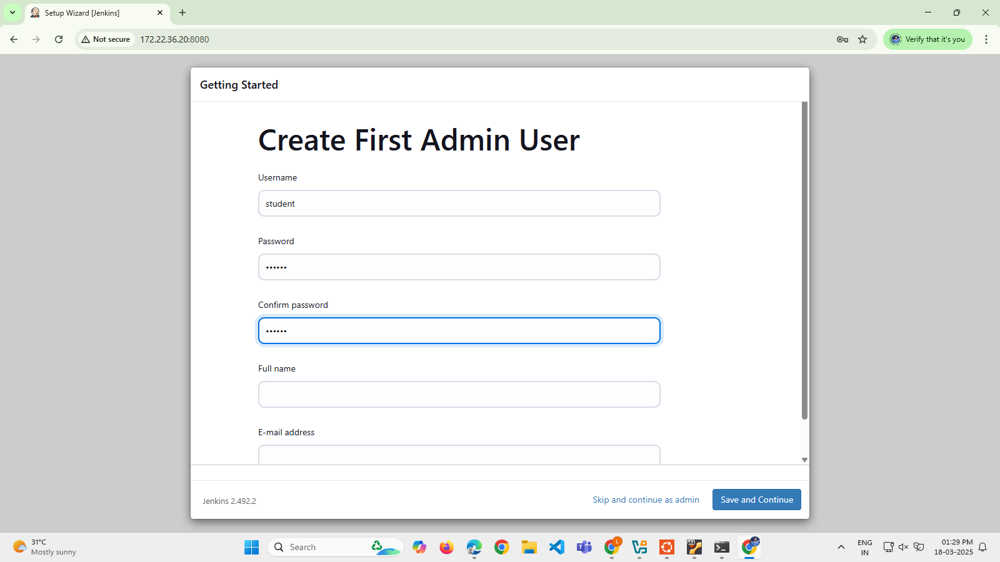 Setup Wizard [Jenkins]
Not secure
172.22.36.20:8080
Verify that it's you
Getting Started
Create First Admin User
Username
student
Password
••••••
Confirm password
••••••
Full name
E-mail address
Jenkins 2.492.2
Skip and continue as admin
Save and Continue
31°C
Mostly sunny
Search
L
ENG
IN
01:29 PM
18-03-2025